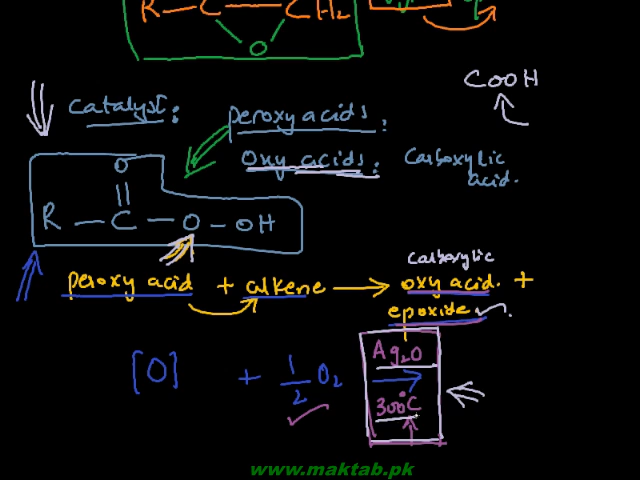 R — C — CH₂
O
COOH
Catalyst:
peroxy acids.
oxy acids: Carboxylic acid.
O
||
R — C — O — OH
Carboxylic
peroxy acid + alkene → oxy acid. +
epoxide
[O] + 1/2 O₂
Ag₂O
300°C
www.maktab.pk